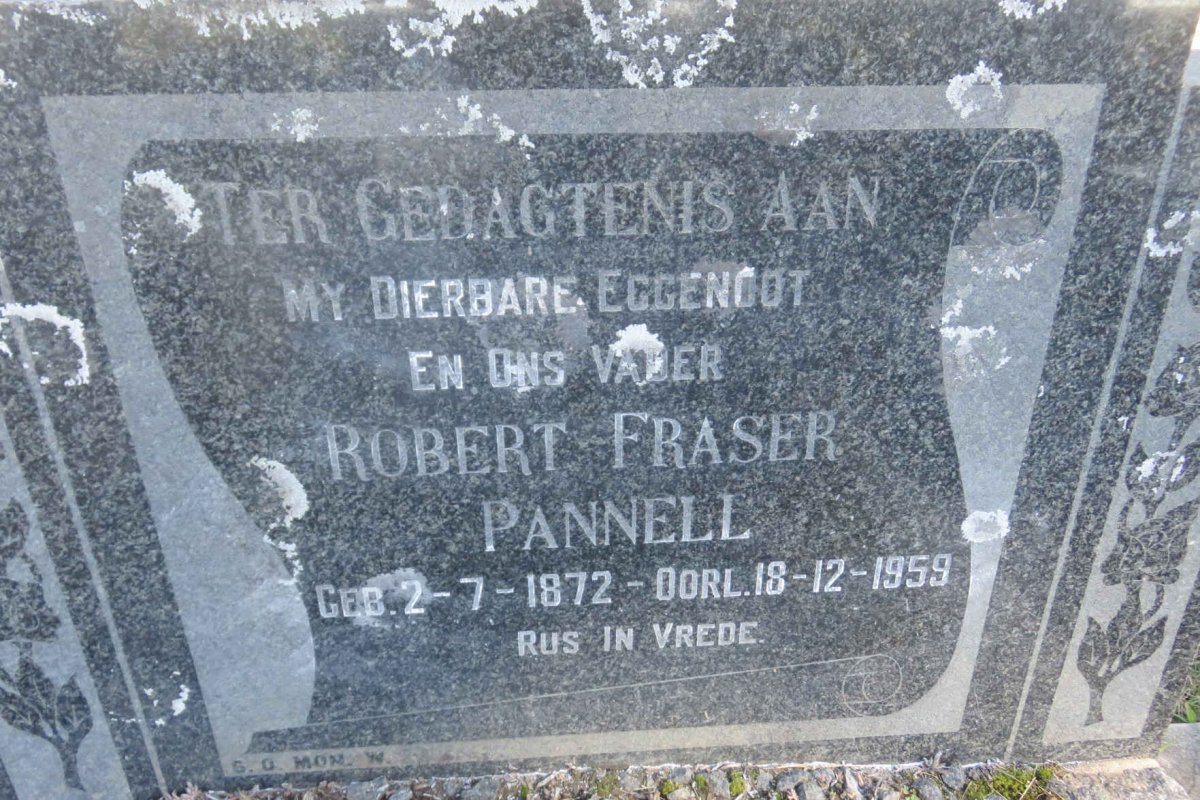 TER GEDAGTENIS AAN
MY DIERBARE EGGENOOT
EN ONS VADER
ROBERT FRASER
PANNELL
GEB. 2-7-1872 - OORL. 18-12-1959
RUS IN VREDE.
G. O. MON. W.